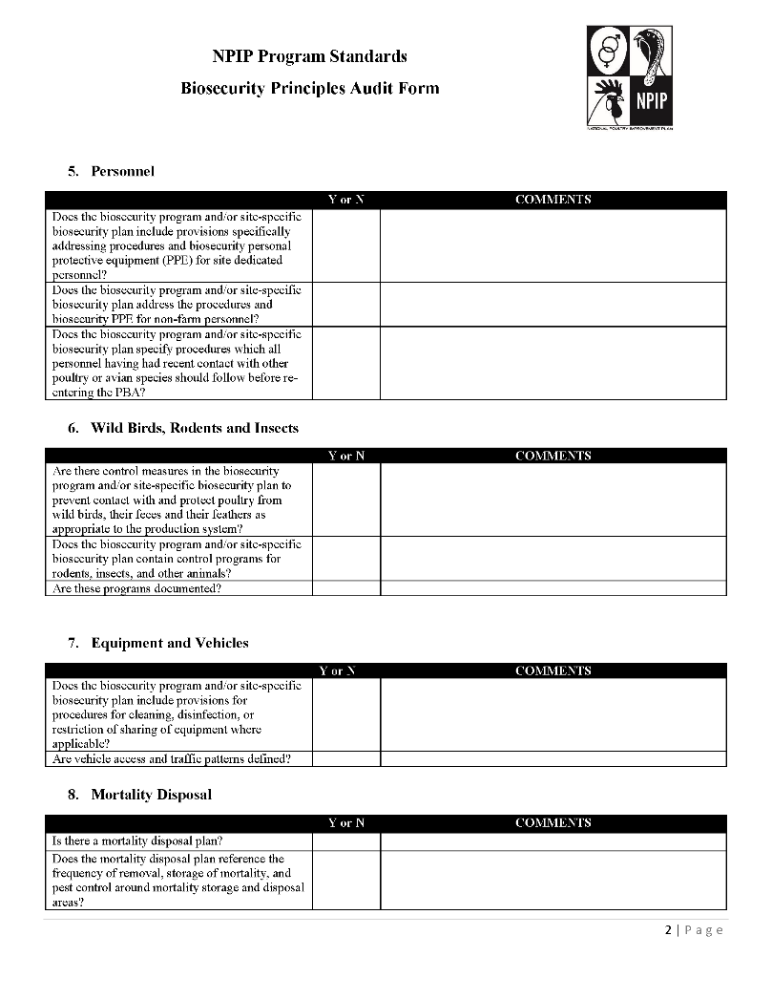 NPIP Program Standards
Biosecurity Principles Audit Form
NPIP
NATIONAL POULTRY IMPROVEMENT PLAN
5. Personnel
Y or N COMMENTS
Does the biosecurity program and/or site-specific
biosecurity plan include provisions specifically
addressing procedures and biosecurity personal
protective equipment (PPE) for site dedicated
personnel?
Does the biosecurity program and/or site-specific
biosecurity plan address the procedures and
biosecurity PPE for non-farm personnel?
Does the biosecurity program and/or site-specific
biosecurity plan specify procedures which all
personnel having had recent contact with other
poultry or avian species should follow before re-
entering the PBA?
6. Wild Birds, Rodents and Insects
Y or N COMMENTS
Are there control measures in the biosecurity
program and/or site-specific biosecurity plan to
prevent contact with and protect poultry from
wild birds, their feces and their feathers as
appropriate to the production system?
Does the biosecurity program and/or site-specific
biosecurity plan contain control programs for
rodents, insects, and other animals?
Are these programs documented?
7. Equipment and Vehicles
Y or N COMMENTS
Does the biosecurity program and/or site-specific
biosecurity plan include provisions for
procedures for cleaning, disinfection, or
restriction of sharing of equipment where
applicable?
Are vehicle access and traffic patterns defined?
8. Mortality Disposal
Y or N COMMENTS
Is there a mortality disposal plan?
Does the mortality disposal plan reference the
frequency of removal, storage of mortality, and
pest control around mortality storage and disposal
areas?
2 | Page